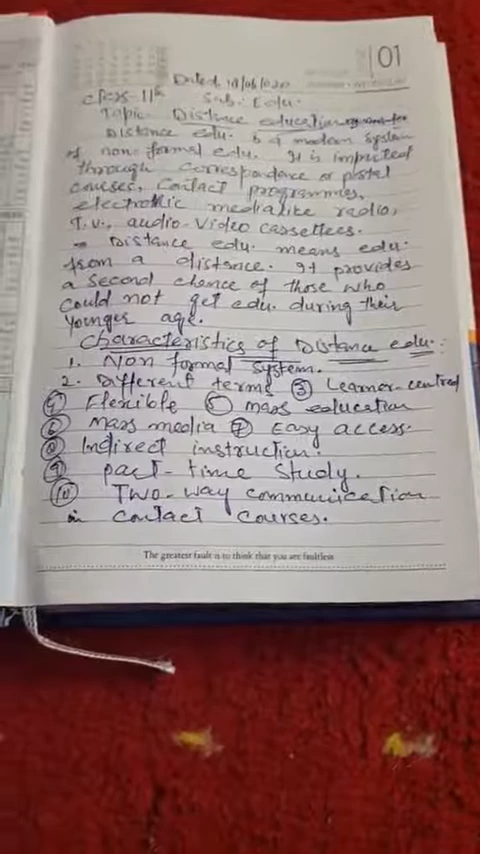 01
Dated 18/06/2020
Class-11th Sub. Edu.
Topic- Distance education
Distance edu. is a modern system
of non-formal edu. It is imparted
through correspondence or postal
courses, contact programmes,
electronic media like radio,
T.V., audio-video cassettees.
Distance edu. means edu.
from a distance. It provides
a second chance of those who
could not get edu. during their
younger age.
Characteristics of Distance edu.:
1. Non formal system.
2. Different terms ③ Learner-centred
④ Flexible ⑤ mass education
⑥ Mass media ⑦ Easy access.
⑧ Indirect instruction.
⑨ part-time study.
⑩ Two-way communication
in contact courses.
The greatest fault is to think that you are faultless